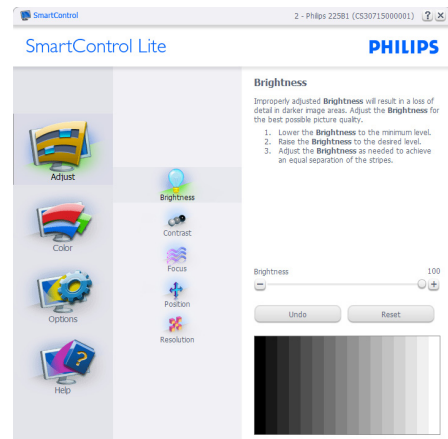 SmartControl
2 - Philips 225B1 (CS30715000001)
SmartControl Lite
PHILIPS
Adjust
Color
Options
Help
Brightness
Contrast
Focus
Position
Resolution
Brightness
Improperly adjusted Brightness will result in a loss of
detail in darker image areas. Adjust the Brightness for
the best possible picture quality.
1. Lower the Brightness to the minimum level.
2. Raise the Brightness to the desired level.
3. Adjust the Brightness as needed to achieve
an equal separation of the stripes.
Brightness 100
Undo Reset